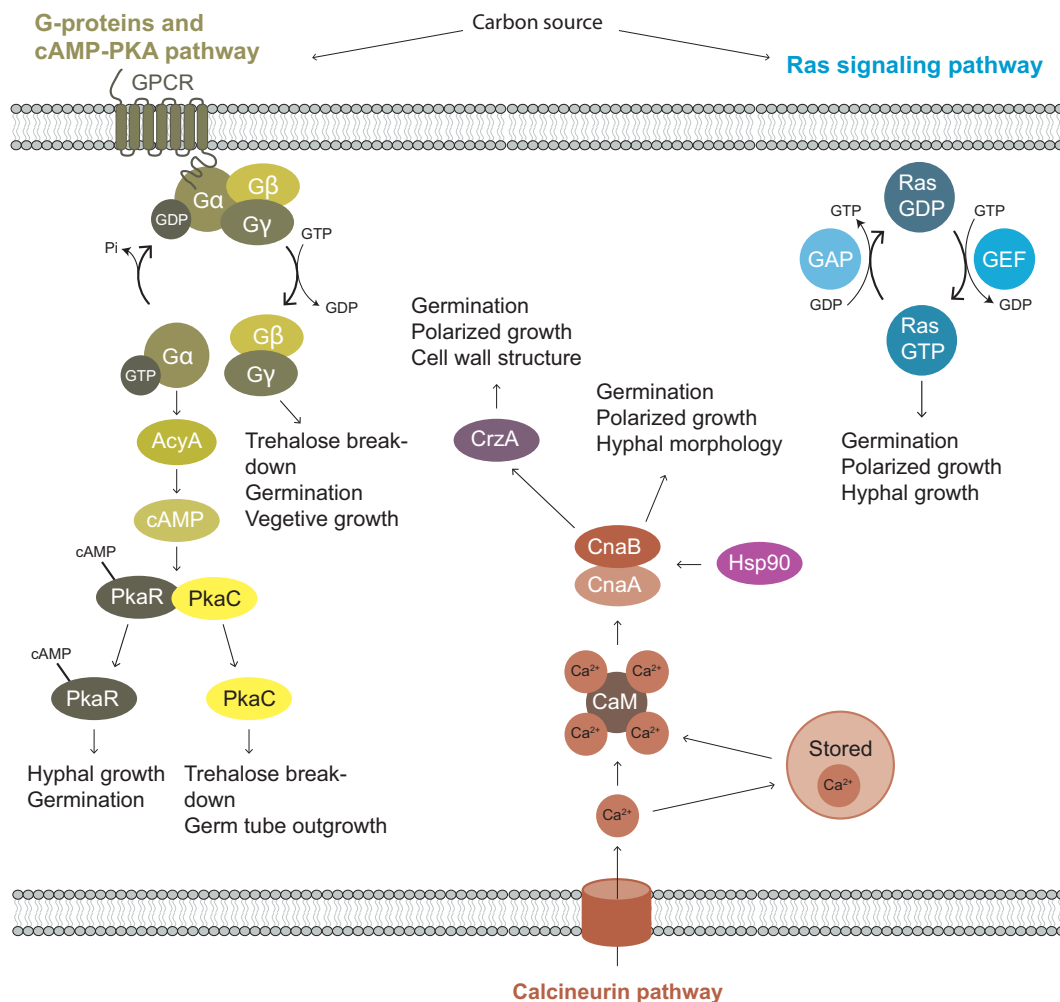 G-proteins and
cAMP-PKA pathway
Carbon source
Ras signaling pathway
GPCR
Gα
Gβ
Gγ
GDP
Pi
GTP
GDP
Gα
GTP
Gβ
Gγ
AcyA
Trehalose break-
down
Germination
Vegetive growth
cAMP
cAMP
PkaR
PkaC
cAMP
PkaR
PkaC
Hyphal growth
Germination
Trehalose break-
down
Germ tube outgrowth
Germination
Polarized growth
Cell wall structure
CrzA
Germination
Polarized growth
Hyphal morphology
CnaB
CnaA
Hsp90
Ca2+
Ca2+
CaM
Ca2+
Ca2+
Stored
Ca2+
Ca2+
Calcineurin pathway
Ras
GDP
GTP
GTP
GAP
GEF
GDP
GDP
Ras
GTP
Germination
Polarized growth
Hyphal growth